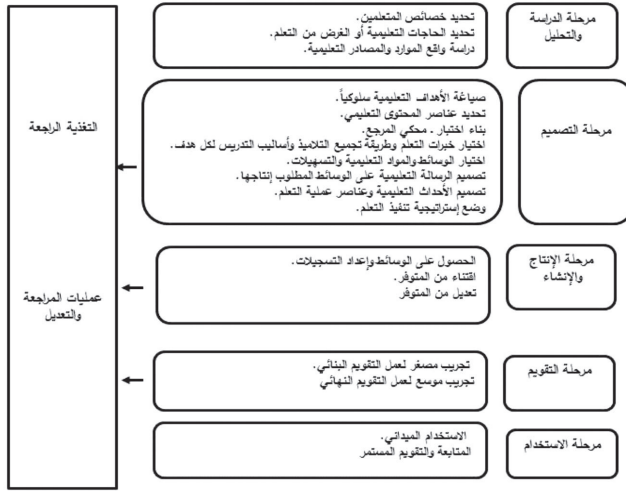 مرحلة الدراسة
والتحليل
تحديد خصائص المتعلمين.
تحديد الحاجات التعليمية أو الغرض من التعلم.
دراسة واقع الموارد والمصادر التعليمية.
مرحلة التصميم
صياغة الأهداف التعليمية سلوكياً.
تحديد عناصر المحتوى التعليمي.
بناء اختبار . محكي المرجع.
اختيار خبرات التعلم وطريقة تجميع التلاميذ وأساليب التدريس لكل هدف.
اختيار الوسائط والمواد التعليمية والتسهيلات.
تصميم الرسالة التعليمية على الوسائط المطلوب إنتاجها.
تصميم الأحداث التعليمية وعناصر عملية التعلم.
وضع إستراتيجية تنفيذ التعلم.
مرحلة الإنتاج
والإنشاء
الحصول على الوسائط وإعداد التسجيلات.
اقتناء من المتوفر.
تعديل من المتوفر
مرحلة التقويم
تجريب مصغر لعمل التقويم البنائي.
تجريب موسع لعمل التقويم النهائي
مرحلة الاستخدام
الاستخدام الميداني.
المتابعة والتقويم المستمر
التغذية الراجعة
عمليات المراجعة
والتعديل